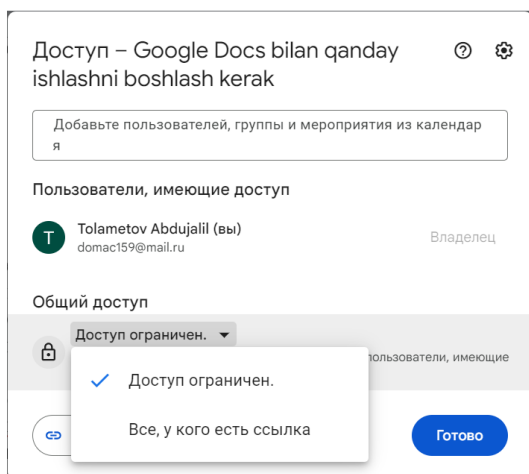 Доступ – Google Docs bilan qanday
ishlashni boshlash kerak
Добавьте пользователей, группы и мероприятия из календар
я
Пользователи, имеющие доступ
T
Tolametov Abdujalil (вы)
domac159@mail.ru
Владелец
Общий доступ
Доступ ограничен.
пользователи, имеющие
Доступ ограничен.
Все, у кого есть ссылка
Готово